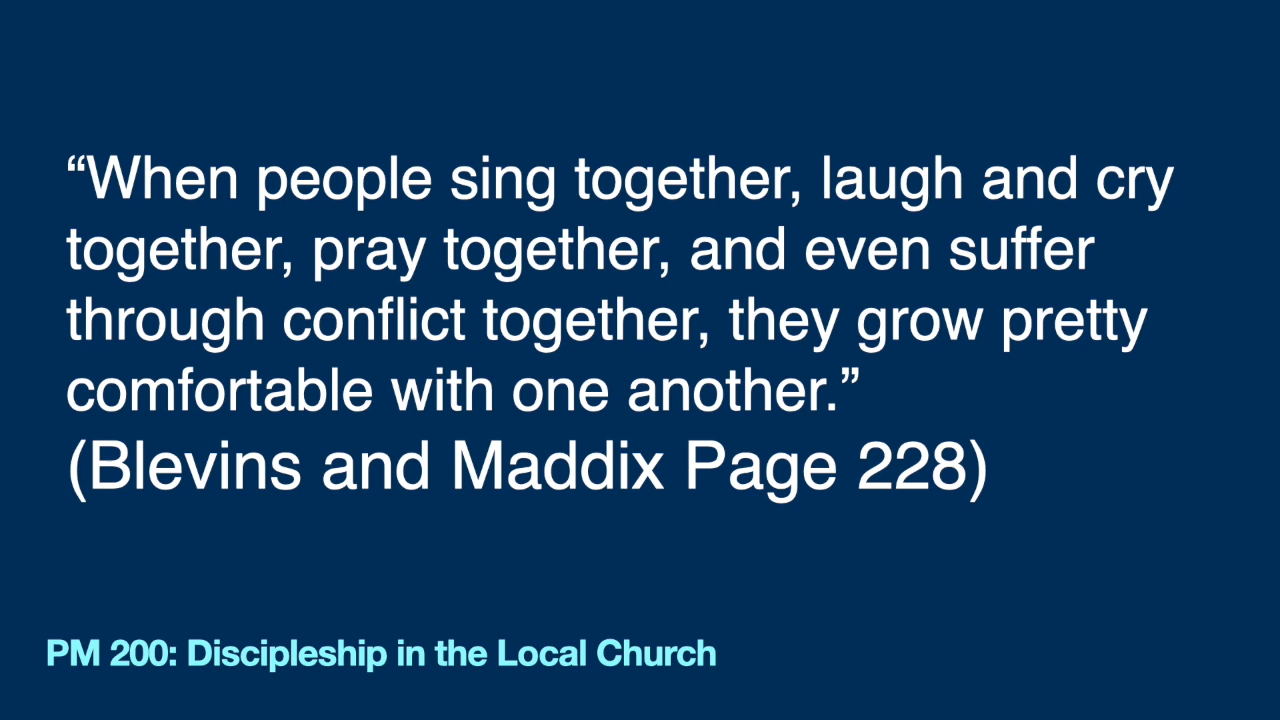 “When people sing together, laugh and cry
together, pray together, and even suffer
through conflict together, they grow pretty
comfortable with one another.”
(Blevins and Maddix Page 228)
PM 200: Discipleship in the Local Church